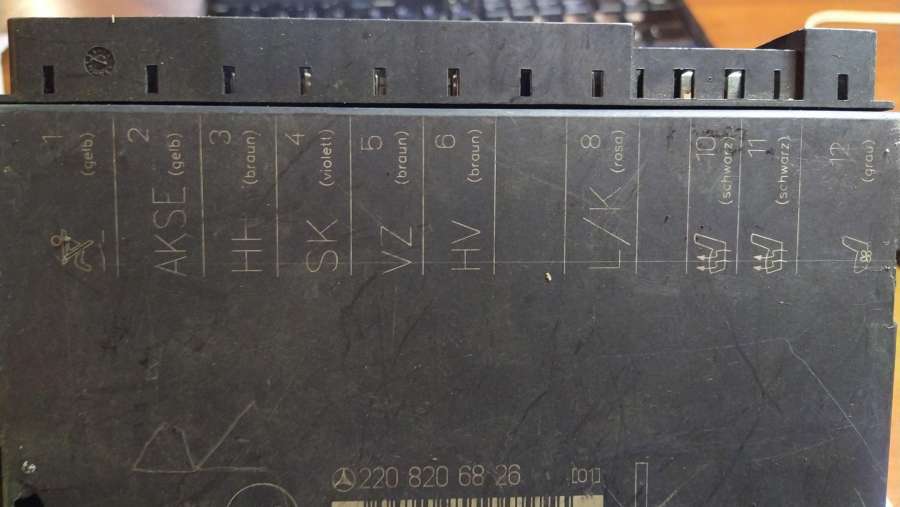 1 (gelb)
2 (gelb)
AKSE
3 (braun)
HH
4 (violett)
SK
5 (braun)
VZ
6 (braun)
HV
8 (rosa)
L/K
10 (schwarz)
11 (schwarz)
12 (grau)
R
220 820 68 26 [01]